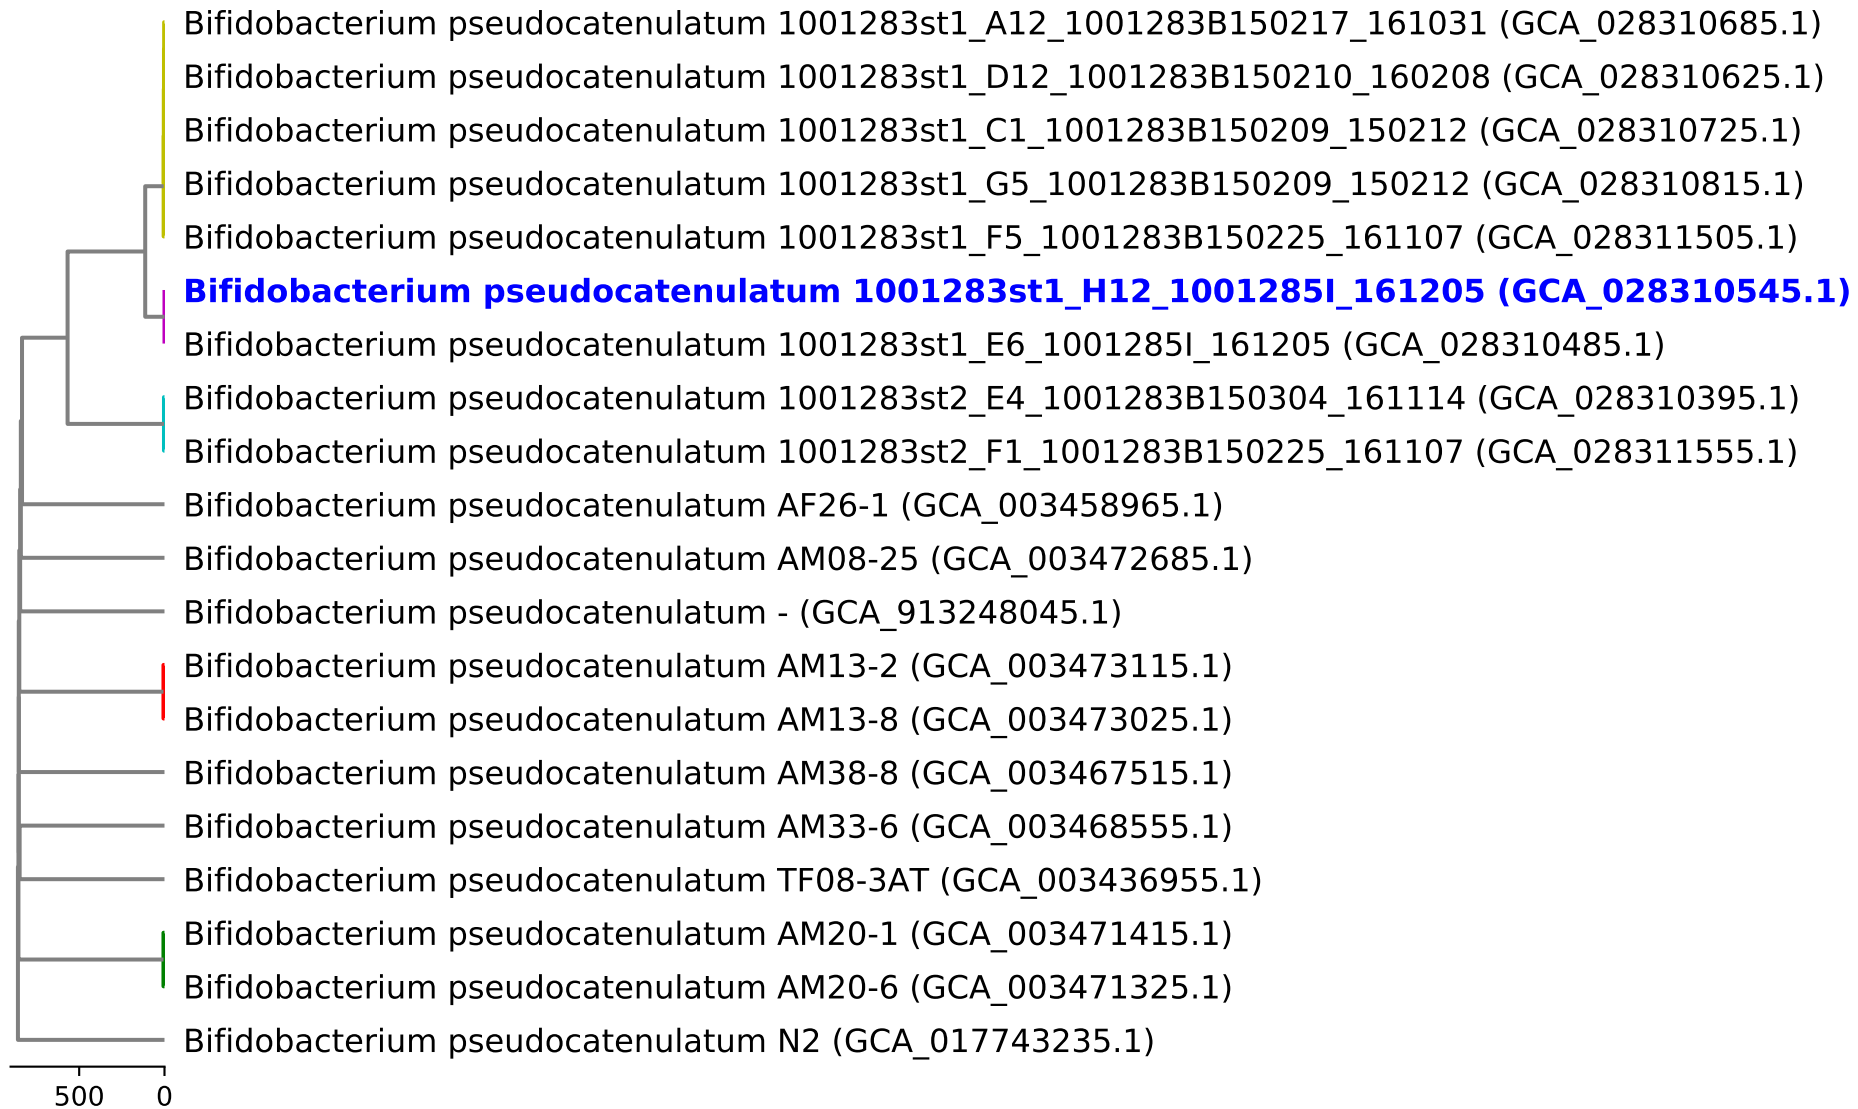 Bifidobacterium pseudocatenulatum 1001283st1_A12_1001283B150217_161031 (GCA_028310685.1)
Bifidobacterium pseudocatenulatum 1001283st1_D12_1001283B150210_160208 (GCA_028310625.1)
Bifidobacterium pseudocatenulatum 1001283st1_C1_1001283B150209_150212 (GCA_028310725.1)
Bifidobacterium pseudocatenulatum 1001283st1_G5_1001283B150209_150212 (GCA_028310815.1)
Bifidobacterium pseudocatenulatum 1001283st1_F5_1001283B150225_161107 (GCA_028311505.1)
Bifidobacterium pseudocatenulatum 1001283st1_H12_1001285I_161205 (GCA_028310545.1)
Bifidobacterium pseudocatenulatum 1001283st1_E6_1001285I_161205 (GCA_028310485.1)
Bifidobacterium pseudocatenulatum 1001283st2_E4_1001283B150304_161114 (GCA_028310395.1)
Bifidobacterium pseudocatenulatum 1001283st2_F1_1001283B150225_161107 (GCA_028311555.1)
Bifidobacterium pseudocatenulatum AF26-1 (GCA_003458965.1)
Bifidobacterium pseudocatenulatum AM08-25 (GCA_003472685.1)
Bifidobacterium pseudocatenulatum - (GCA_913248045.1)
Bifidobacterium pseudocatenulatum AM13-2 (GCA_003473115.1)
Bifidobacterium pseudocatenulatum AM13-8 (GCA_003473025.1)
Bifidobacterium pseudocatenulatum AM38-8 (GCA_003467515.1)
Bifidobacterium pseudocatenulatum AM33-6 (GCA_003468555.1)
Bifidobacterium pseudocatenulatum TF08-3AT (GCA_003436955.1)
Bifidobacterium pseudocatenulatum AM20-1 (GCA_003471415.1)
Bifidobacterium pseudocatenulatum AM20-6 (GCA_003471325.1)
Bifidobacterium pseudocatenulatum N2 (GCA_017743235.1)
500 0